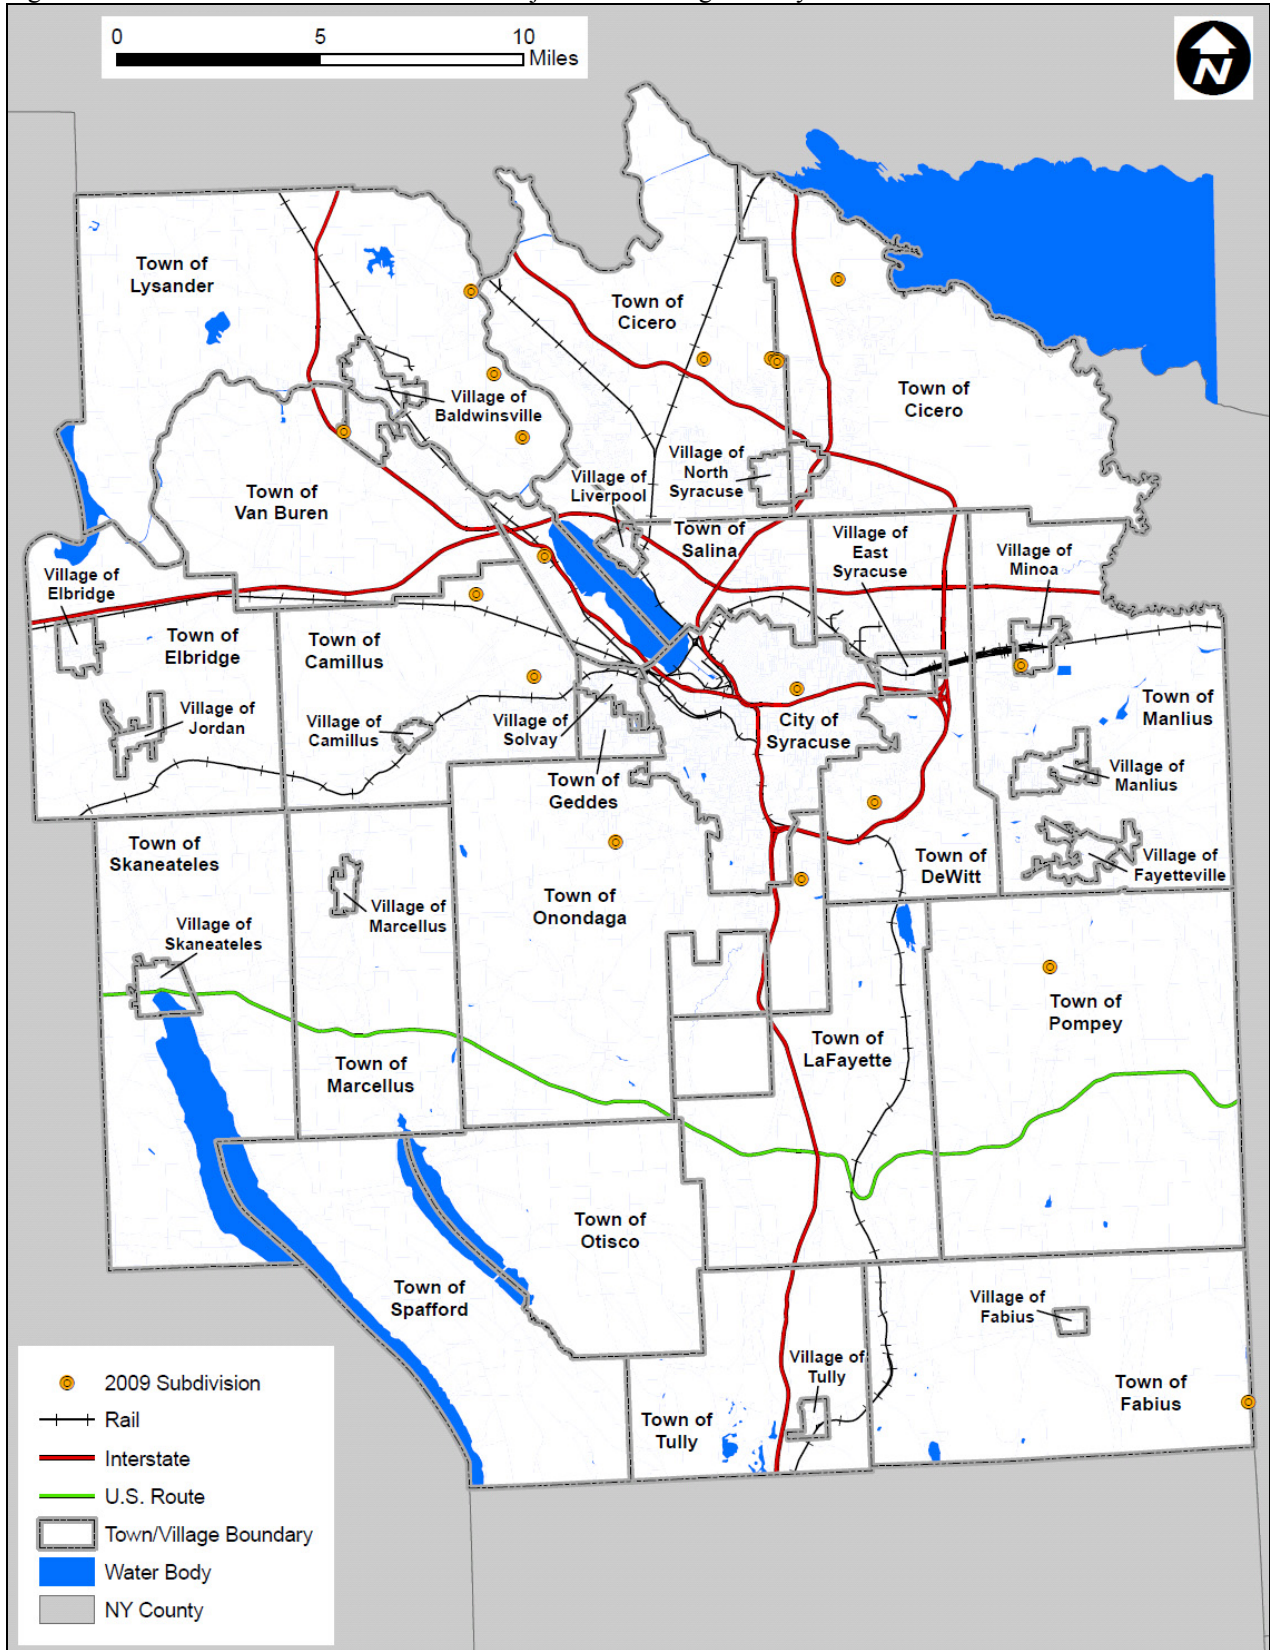 0 5 10
Miles
N
Town of
Lysander
Town of
Cicero
Town of
Cicero
Village of
Baldwinsville
Village of
North
Syracuse
Village of
Liverpool
Town of
Van Buren
Town of
Salina
Village of
East
Syracuse
Village of
Minoa
Village of
Elbridge
Town of
Elbridge
Town of
Camillus
Village of
Jordan
Village of
Camillus
Village of
Solvay
City of
Syracuse
Town of
Manlius
Village of
Manlius
Town of
Geddes
Town of
Skaneateles
Town of
DeWitt
Village of
Fayetteville
Village of
Marcellus
Town of
Onondaga
Village of
Skaneateles
Town of
Pompey
Town of
LaFayette
Town of
Marcellus
Town of
Otisco
Town of
Spafford
Village of
Fabius
Village of
Tully
Town of
Fabius
Town of
Tully
2009 Subdivision
Rail
Interstate
U.S. Route
Town/Village Boundary
Water Body
NY County